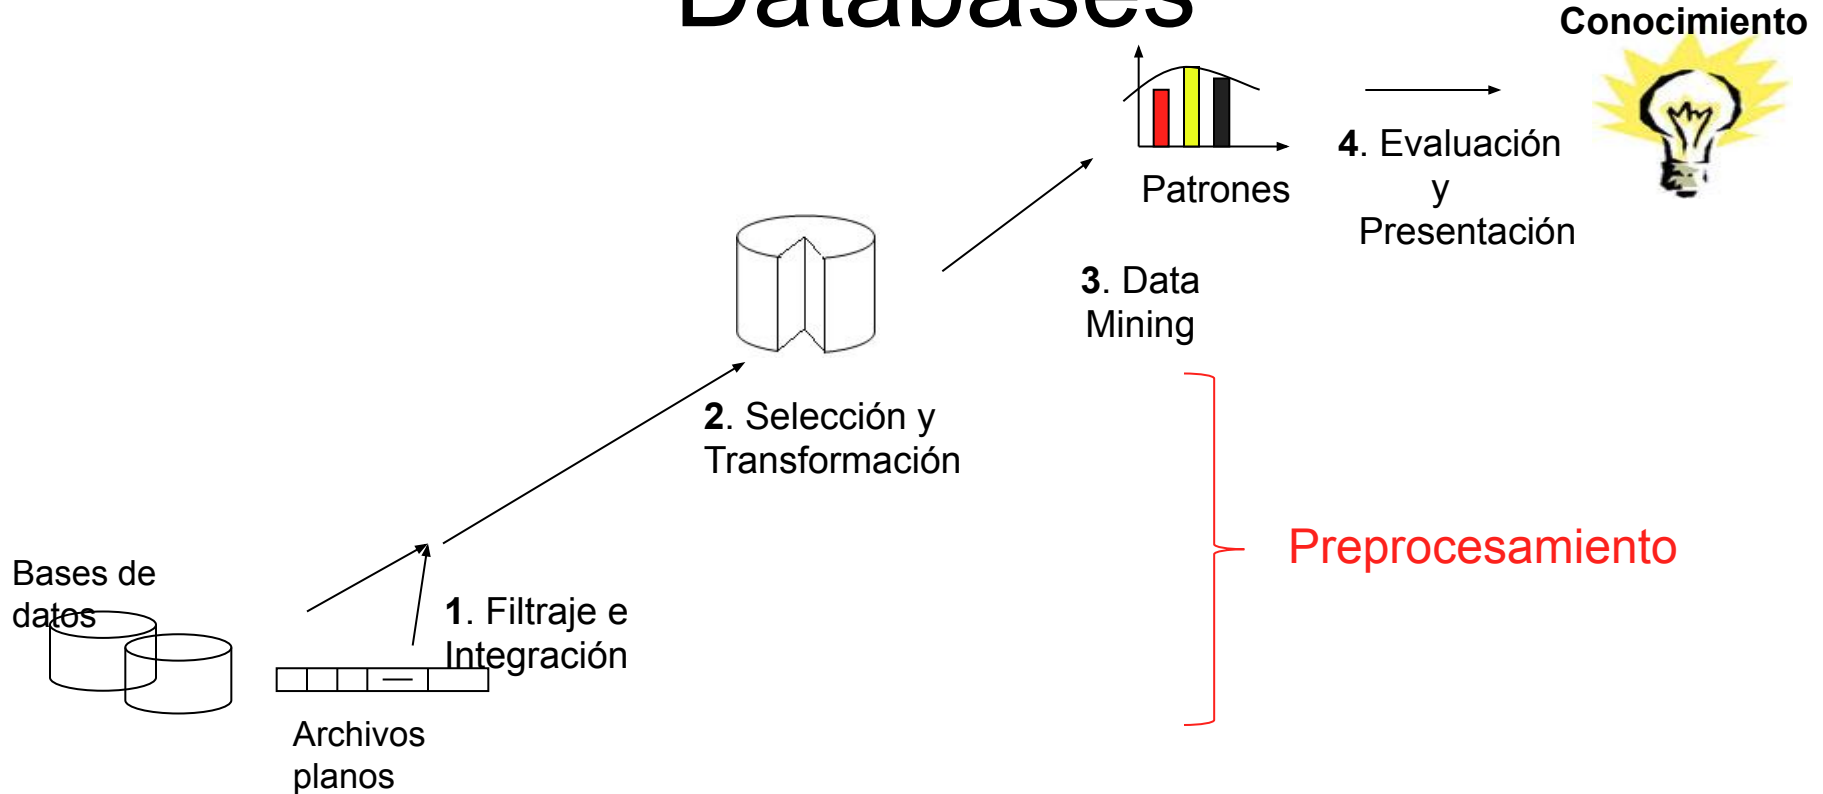 Databases
Conocimiento
4. Evaluación
y
Presentación
Patrones
3. Data
Mining
2. Selección y
Transformación
Preprocesamiento
Bases de
datos
1. Filtraje e
Integración
Archivos
planos